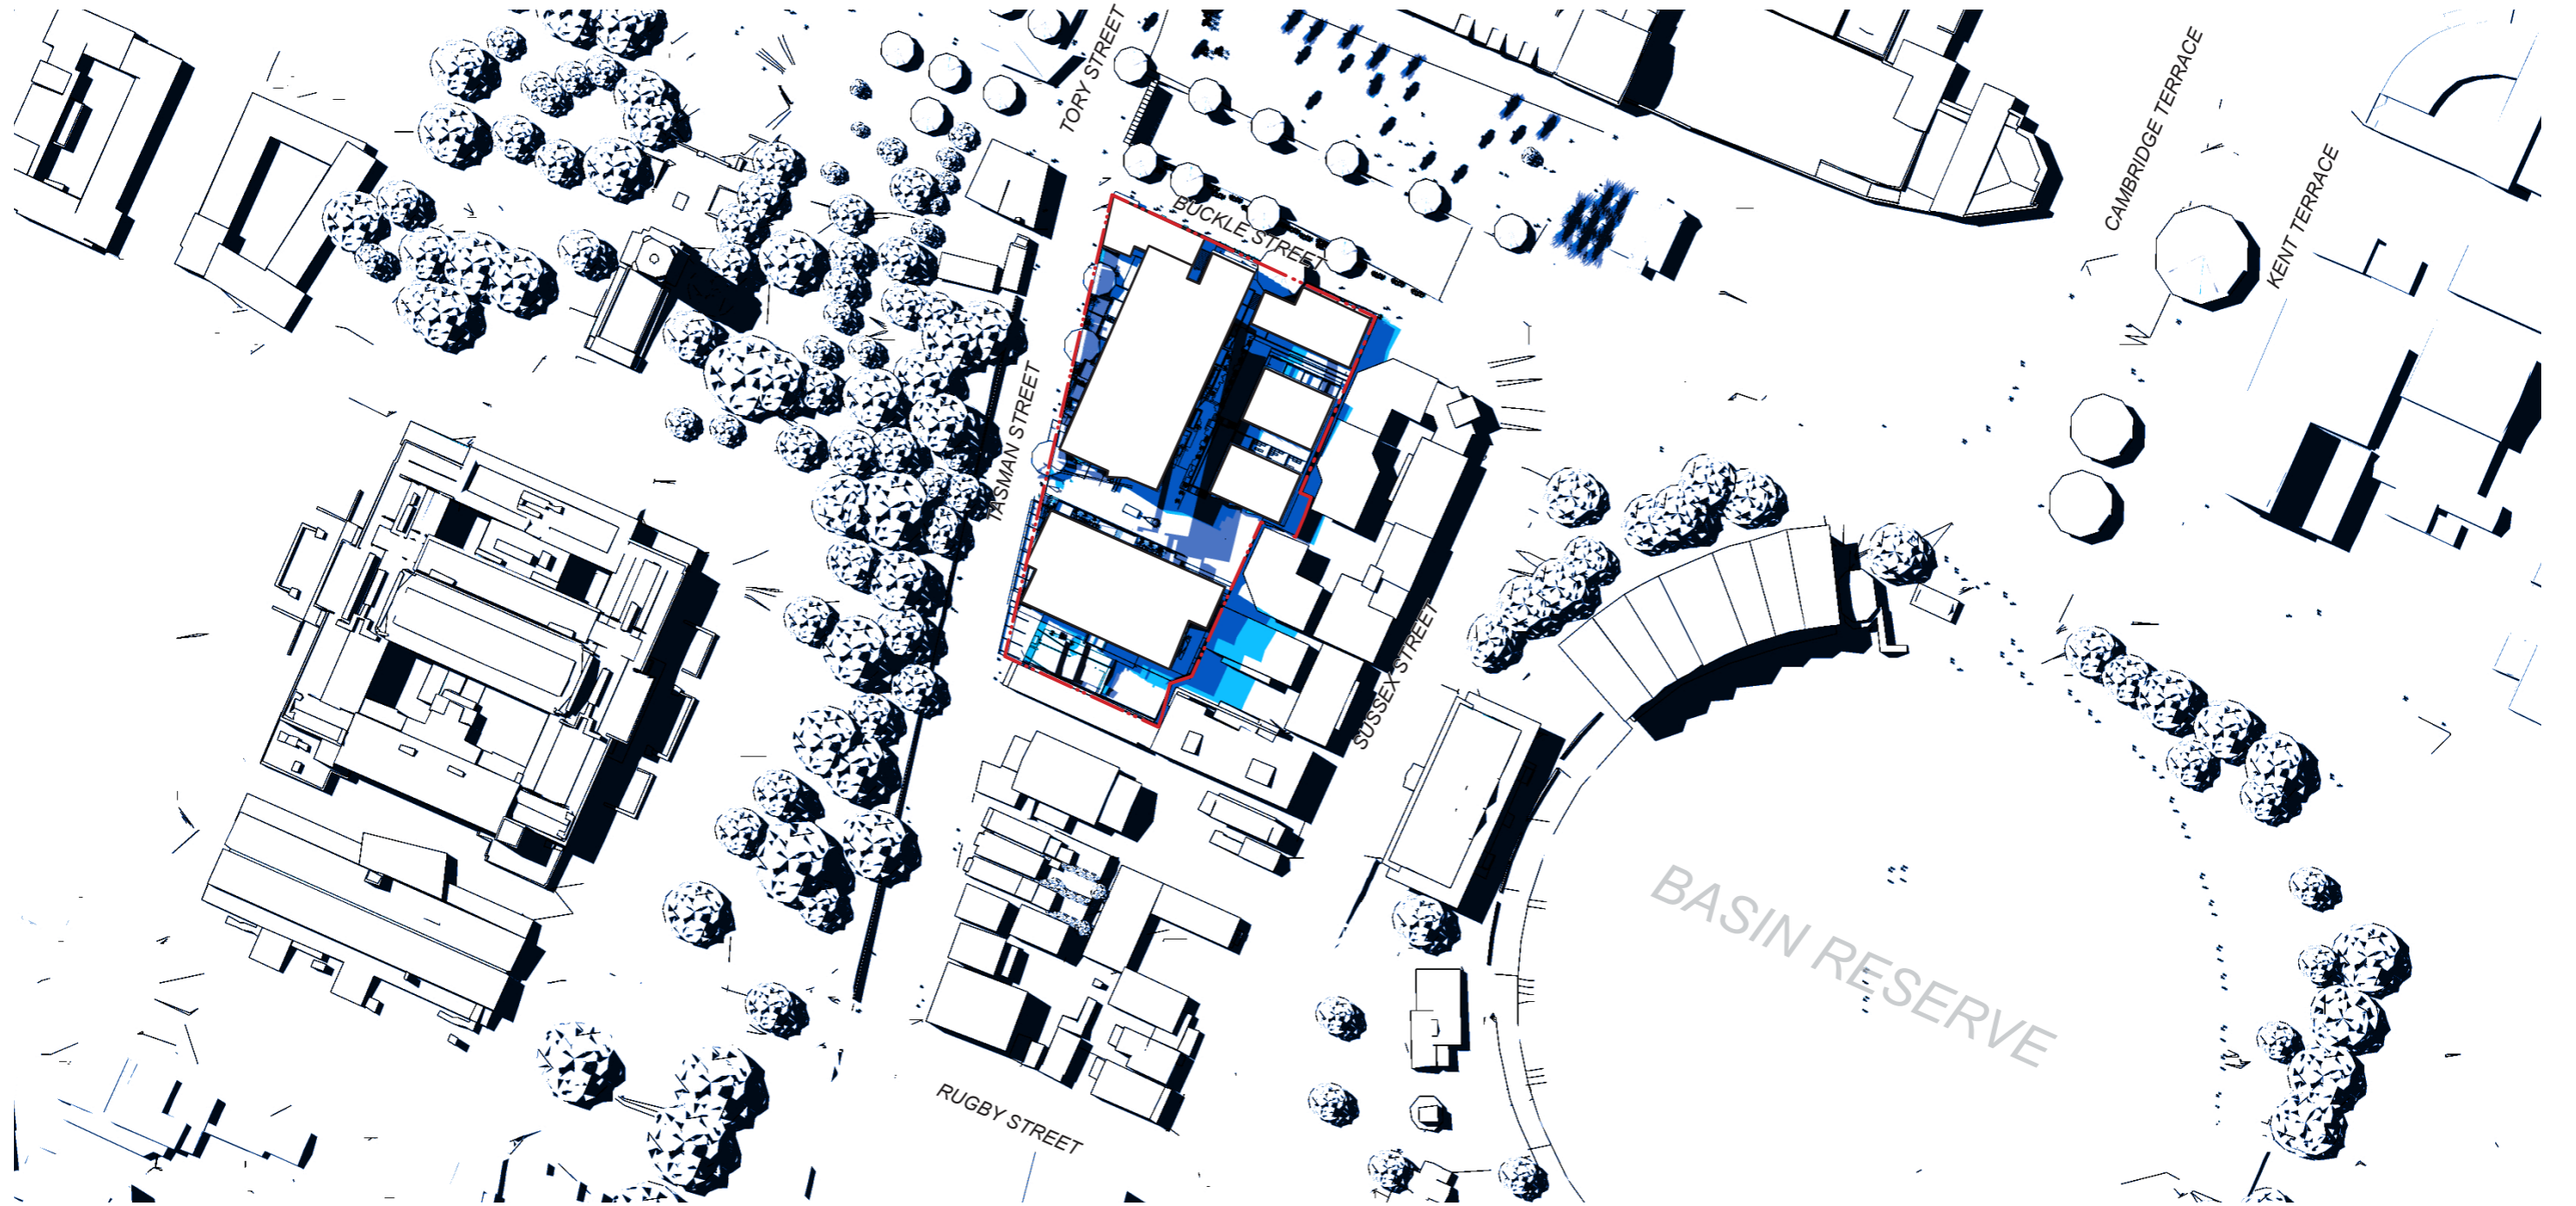 TORY STREET
CAMBRIDGE TERRACE
KENT TERRACE
BUCKLE STREET
TASMAN STREET
SUSSEX STREET
BASIN RESERVE
RUGBY STREET